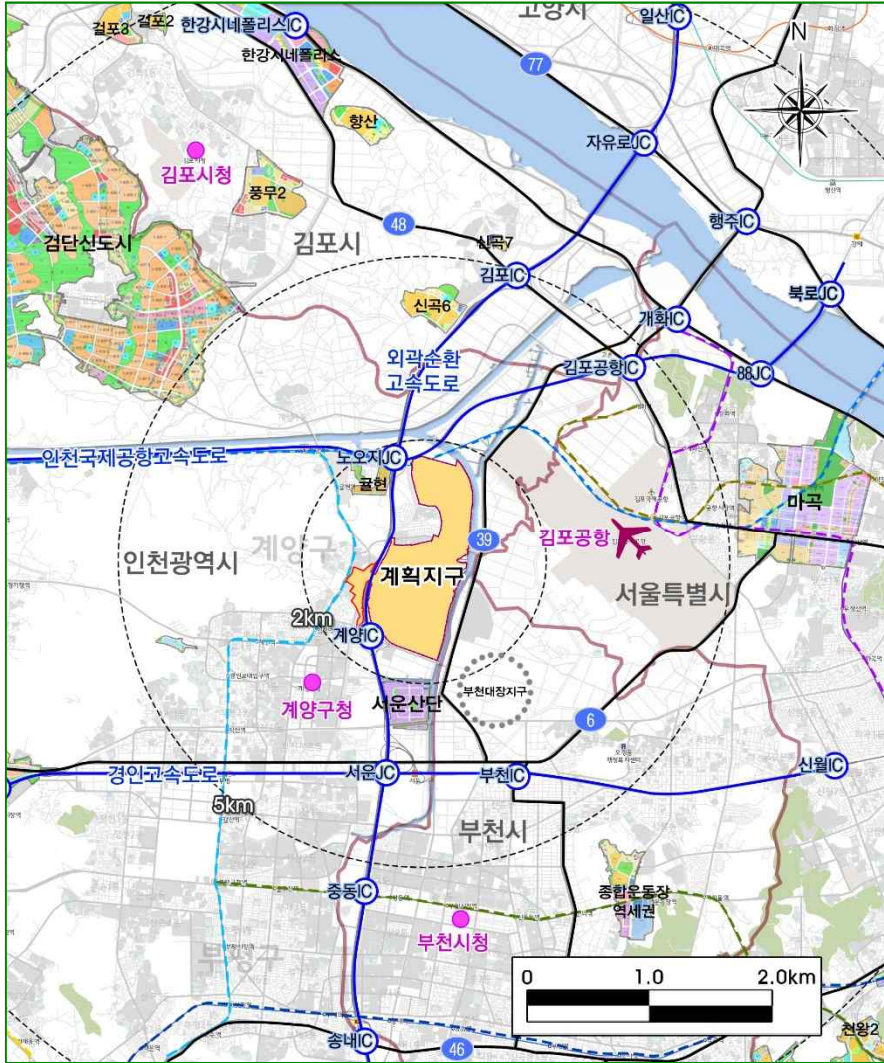 고양시
일산IC
걸포3
걸포2
한강시네폴리스IC
한강시네폴리스
N
77
향산
자유로JC
김포시청
풍무2
행주IC
48
검단신도시
김포시
신곡7
김포IC
북로JC
신곡6
개화IC
외곽순환
고속도로
김포공항IC
88JC
인천국제공항고속도로
노오지JC
귤현
마곡
39
김포공항
인천광역시
계양구
계획지구
서울특별시
2km
계양IC
부천대장지구
계양구청
서운산단
6
경인고속도로
서운JC
부천IC
신월IC
5km
부천시
중동IC
종합운동장
역세권
부천시청
부평구
0
1.0
2.0km
송내IC
46
천왕2